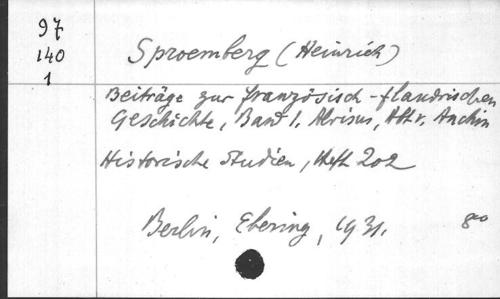 97
140
1
Sproemberg (Heinrich)
Beiträge zur französisch-flandrischen
Geschichte, Band 1. Alvisus, Abt v. Anchin
Historische Studien, Heft 202
Berlin, Ebering, 1931. 8°